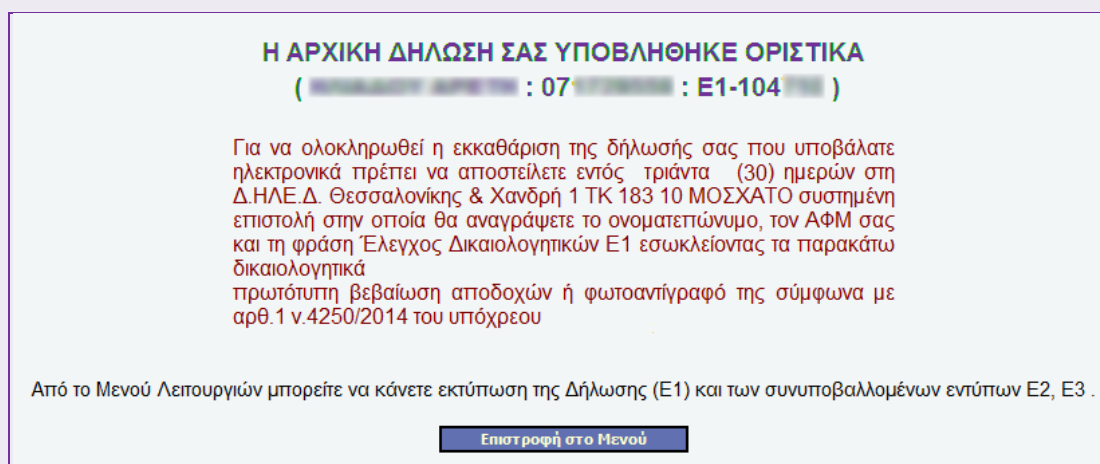 Η ΑΡΧΙΚΗ ΔΗΛΩΣΗ ΣΑΣ ΥΠΟΒΛΗΘΗΚΕ ΟΡΙΣΤΙΚΑ
( : 07 : E1-104 )
Για να ολοκληρωθεί η εκκαθάριση της δήλωσής σας που υποβάλατε
ηλεκτρονικά πρέπει να αποστείλετε εντός τριάντα (30) ημερών στη
Δ.ΗΛΕ.Δ. Θεσσαλονίκης & Χανδρή 1 ΤΚ 183 10 ΜΟΣΧΑΤΟ συστημένη
επιστολή στην οποία θα αναγράψετε το ονοματεπώνυμο, τον ΑΦΜ σας
και τη φράση Έλεγχος Δικαιολογητικών Ε1 εσωκλείοντας τα παρακάτω
δικαιολογητικά
πρωτότυπη βεβαίωση αποδοχών ή φωτοαντίγραφό της σύμφωνα με
αρθ.1 ν.4250/2014 του υπόχρεου
Από το Μενού Λειτουργιών μπορείτε να κάνετε εκτύπωση της Δήλωσης (Ε1) και των συνυποβαλλομένων εντύπων Ε2, Ε3 .
Επιστροφή στο Μενού